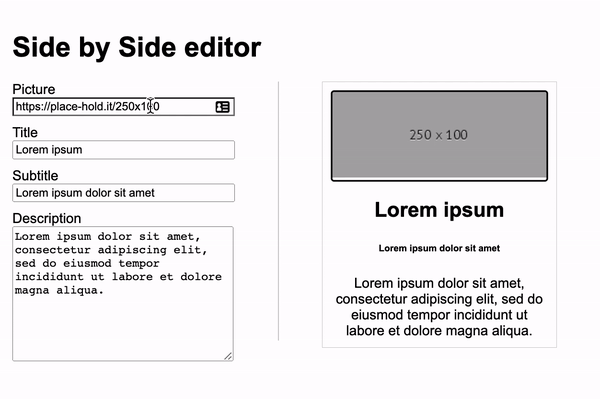 Side by Side editor
Picture
https://place-hold.it/250x100
Title
Lorem ipsum
Subtitle
Lorem ipsum dolor sit amet
Description
Lorem ipsum dolor sit amet,
consectetur adipiscing elit,
sed do eiusmod tempor
incididunt ut labore et dolore
magna aliqua.
250 x 100
Lorem ipsum
Lorem ipsum dolor sit amet
Lorem ipsum dolor sit amet,
consectetur adipiscing elit, sed do
eiusmod tempor incididunt ut
labore et dolore magna aliqua.